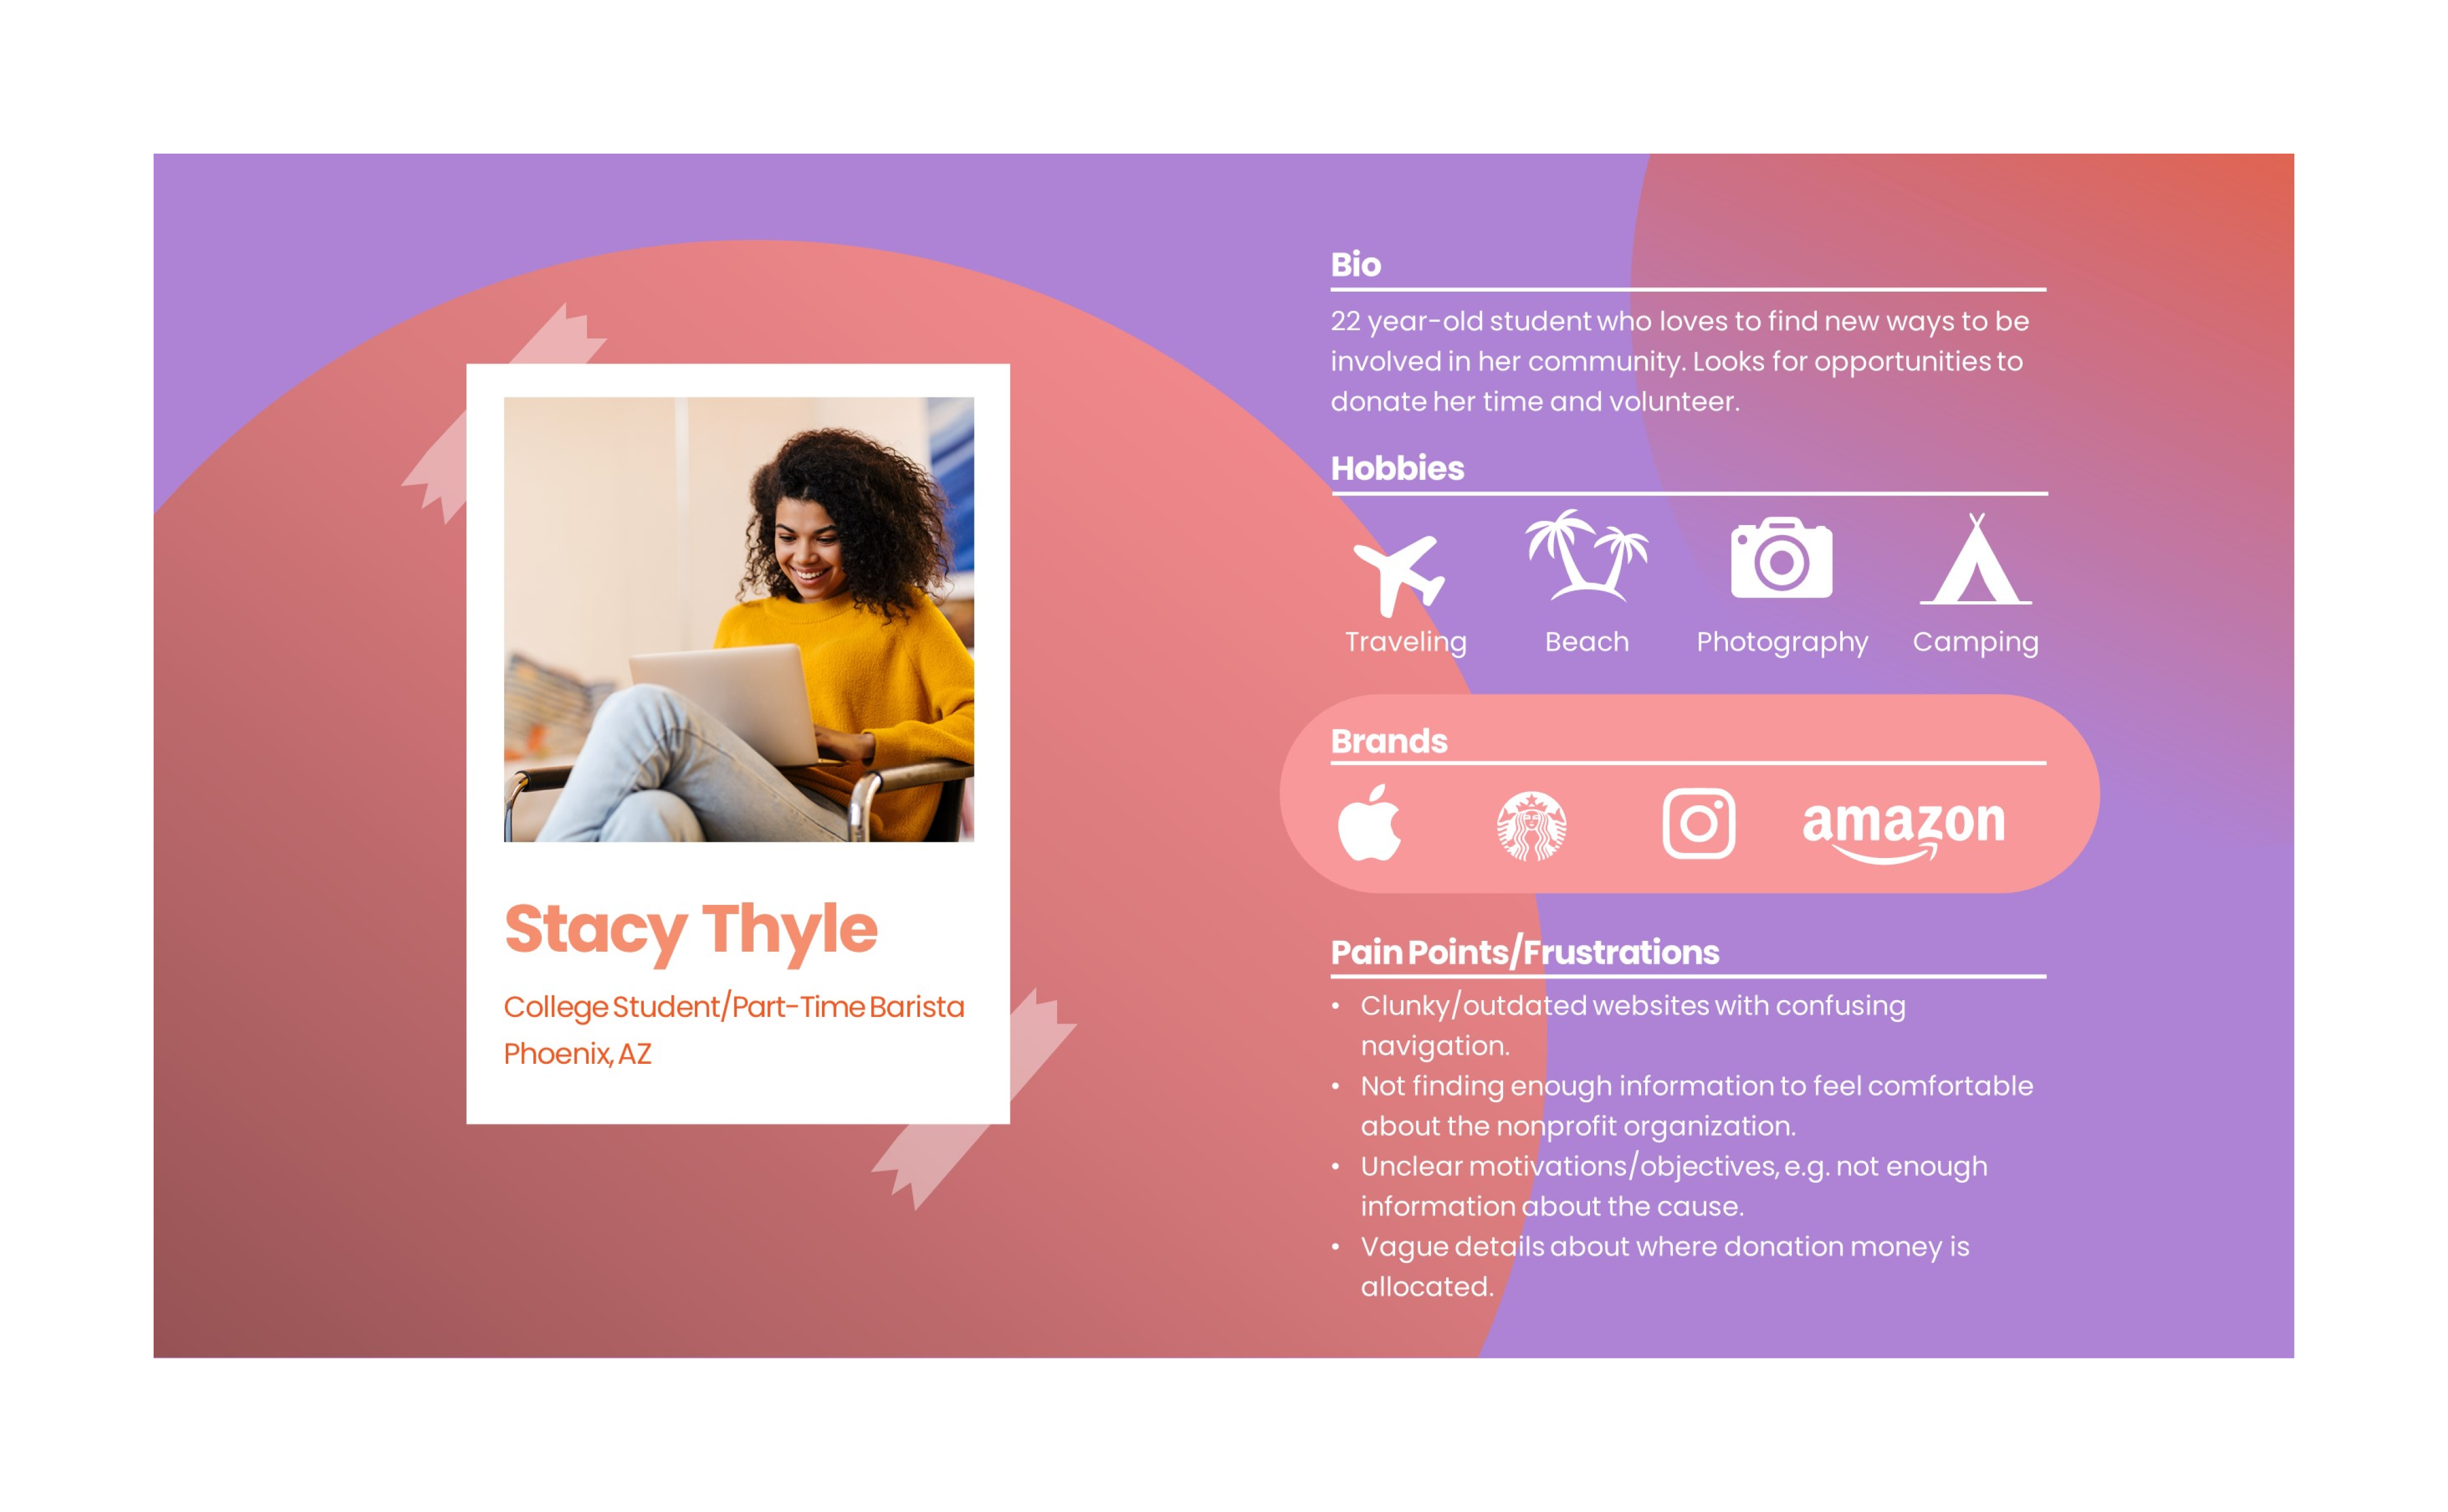 Stacy Thyle
College Student/Part-Time Barista
Phoenix, AZ
Bio
22 year-old student who loves to find new ways to be
involved in her community. Looks for opportunities to
donate her time and volunteer.
Hobbies
Traveling Beach Photography Camping
Brands
amazon
Pain Points/Frustrations
• Clunky/outdated websites with confusing
navigation.
• Not finding enough information to feel comfortable
about the nonprofit organization.
• Unclear motivations/objectives, e.g. not enough
information about the cause.
• Vague details about where donation money is
allocated.